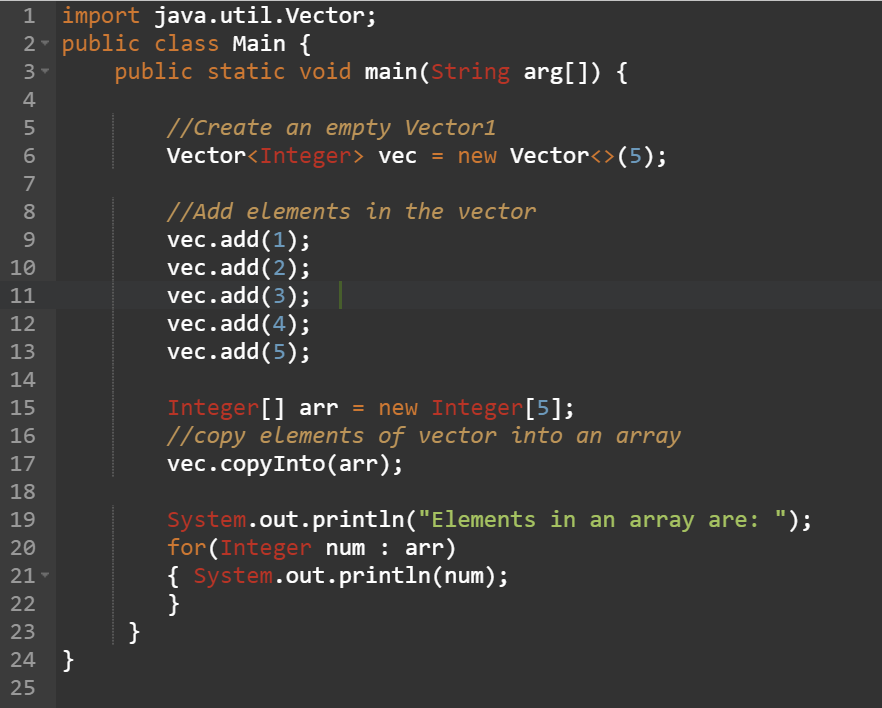 1 import java.util.Vector;
2 public class Main {
3 public static void main(String arg[]) {
4
5 //Create an empty Vector1
6 Vector<Integer> vec = new Vector<>(5);
7
8 //Add elements in the vector
9 vec.add(1);
10 vec.add(2);
11 vec.add(3);
12 vec.add(4);
13 vec.add(5);
14
15 Integer[] arr = new Integer[5];
16 //copy elements of vector into an array
17 vec.copyInto(arr);
18
19 System.out.println("Elements in an array are: ");
20 for(Integer num : arr)
21 { System.out.println(num);
22 }
23 }
24 }
25